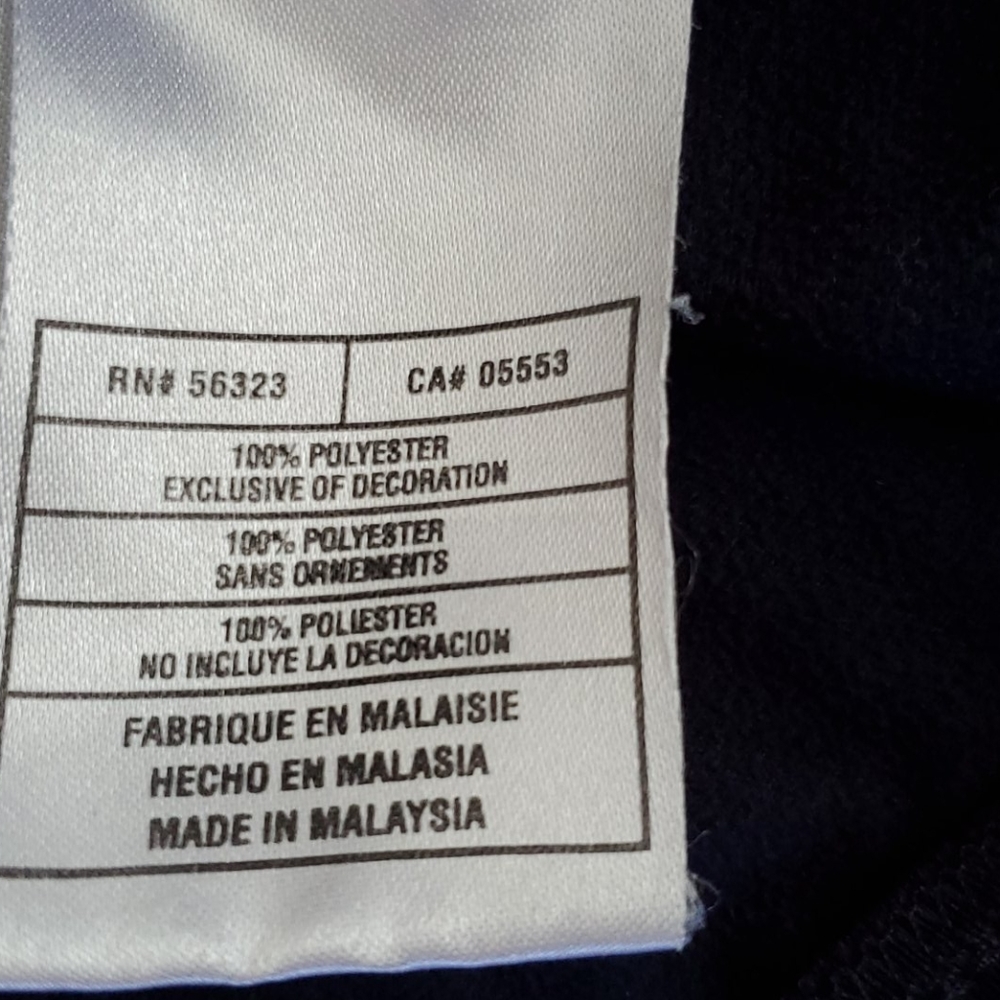 RN# 56323 CA# 05553
100% POLYESTER
EXCLUSIVE OF DECORATION
100% POLYESTER
SANS ORNEMENTS
100% POLIESTER
NO INCLUYE LA DECORACION
FABRIQUE EN MALAISIE
HECHO EN MALASIA
MADE IN MALAYSIA